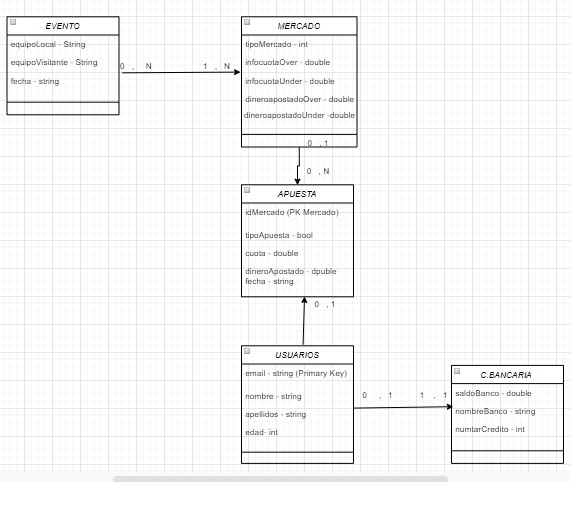 EVENTO
equipoLocal - String
equipoVisitante - String
fecha - string
0 , N
1 , N
MERCADO
tipoMercado - int
infocuotaOver - double
infocuotaUnder - double
dineroapostadoOver - double
dineroapostadoUnder -double
0 ,1
0 ,N
APUESTA
idMercado (PK Mercado)
tipoApuesta - bool
cuota - double
dineroApostado - dpuble
fecha - string
0 ,1
USUARIOS
email - string (Primary Key)
nombre - string
apellidos - string
edad- int
0 , 1
1 , 1
C.BANCARIA
saldoBanco - double
nombreBanco - string
numtarCredito - int